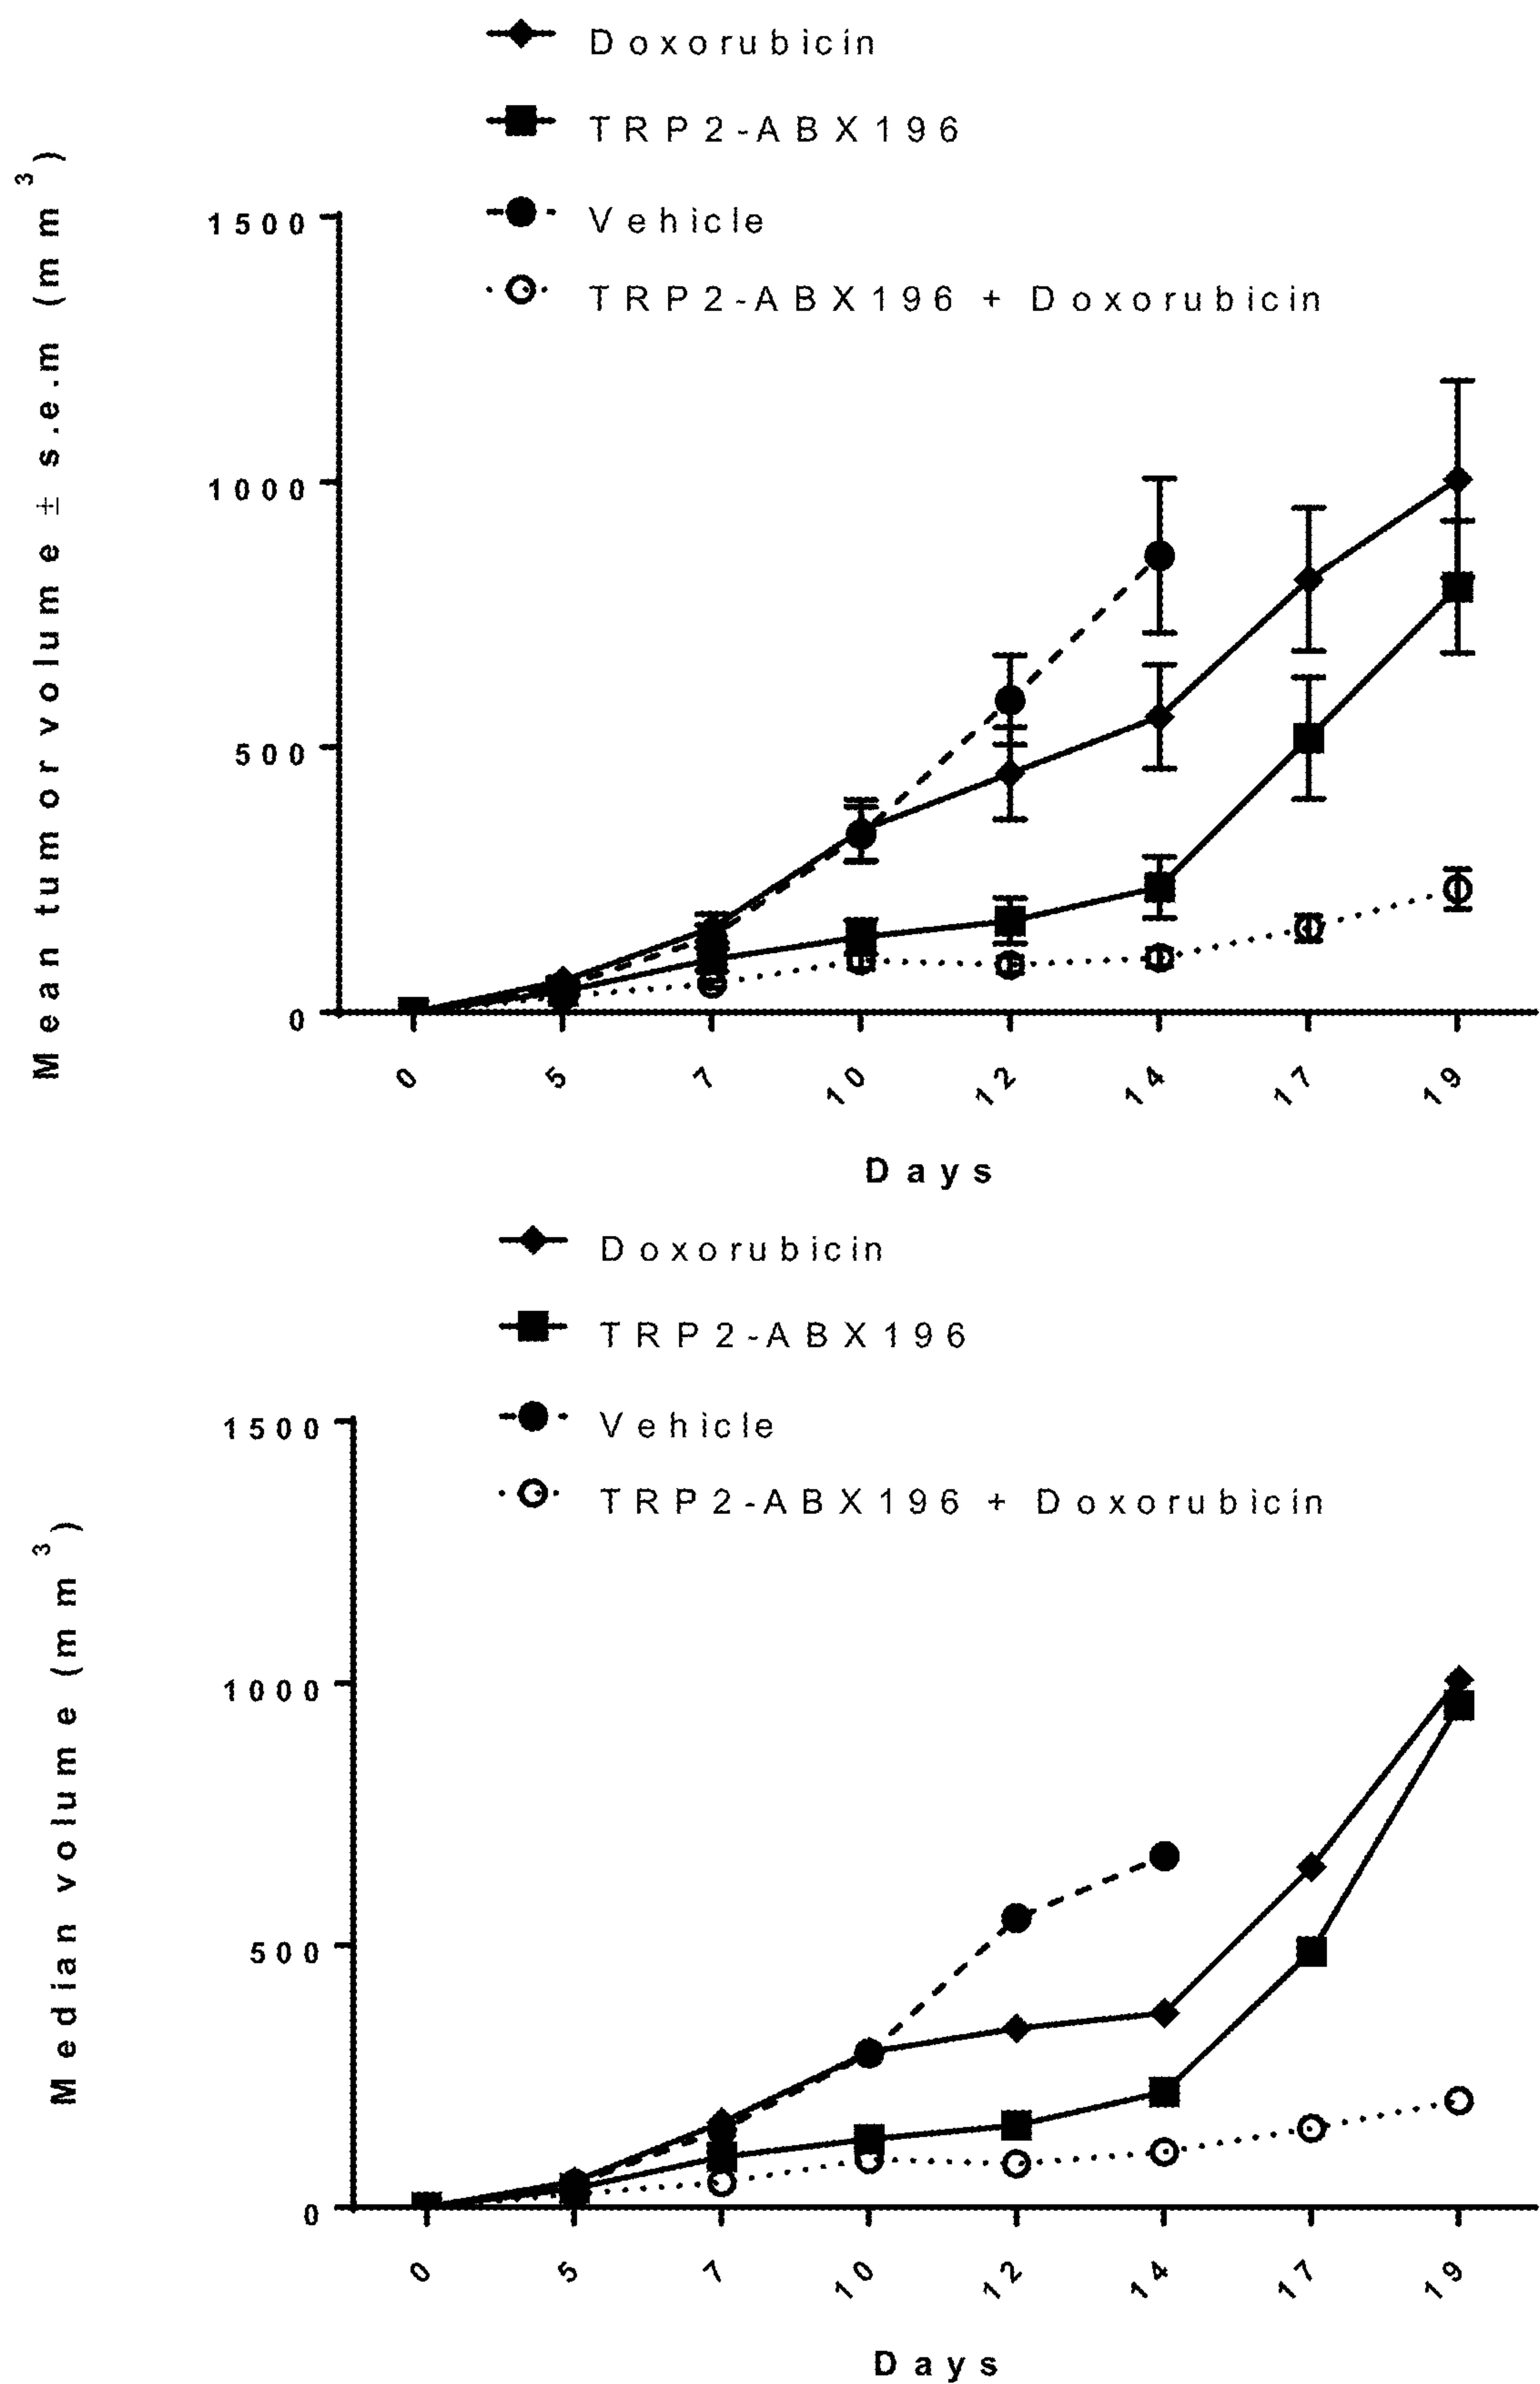 Doxorubicin
TRP2-ABX196
Vehicle
TRP2-ABX196 + Doxorubicin
Mean tumor volume ± s.e.m (mm³)
1500
1000
500
0
0 5 7 10 12 14 17 19
Days
Doxorubicin
TRP2-ABX196
Vehicle
TRP2-ABX196 + Doxorubicin
Median volume (mm³)
1500
1000
500
0
0 5 7 10 12 14 17 19
Days